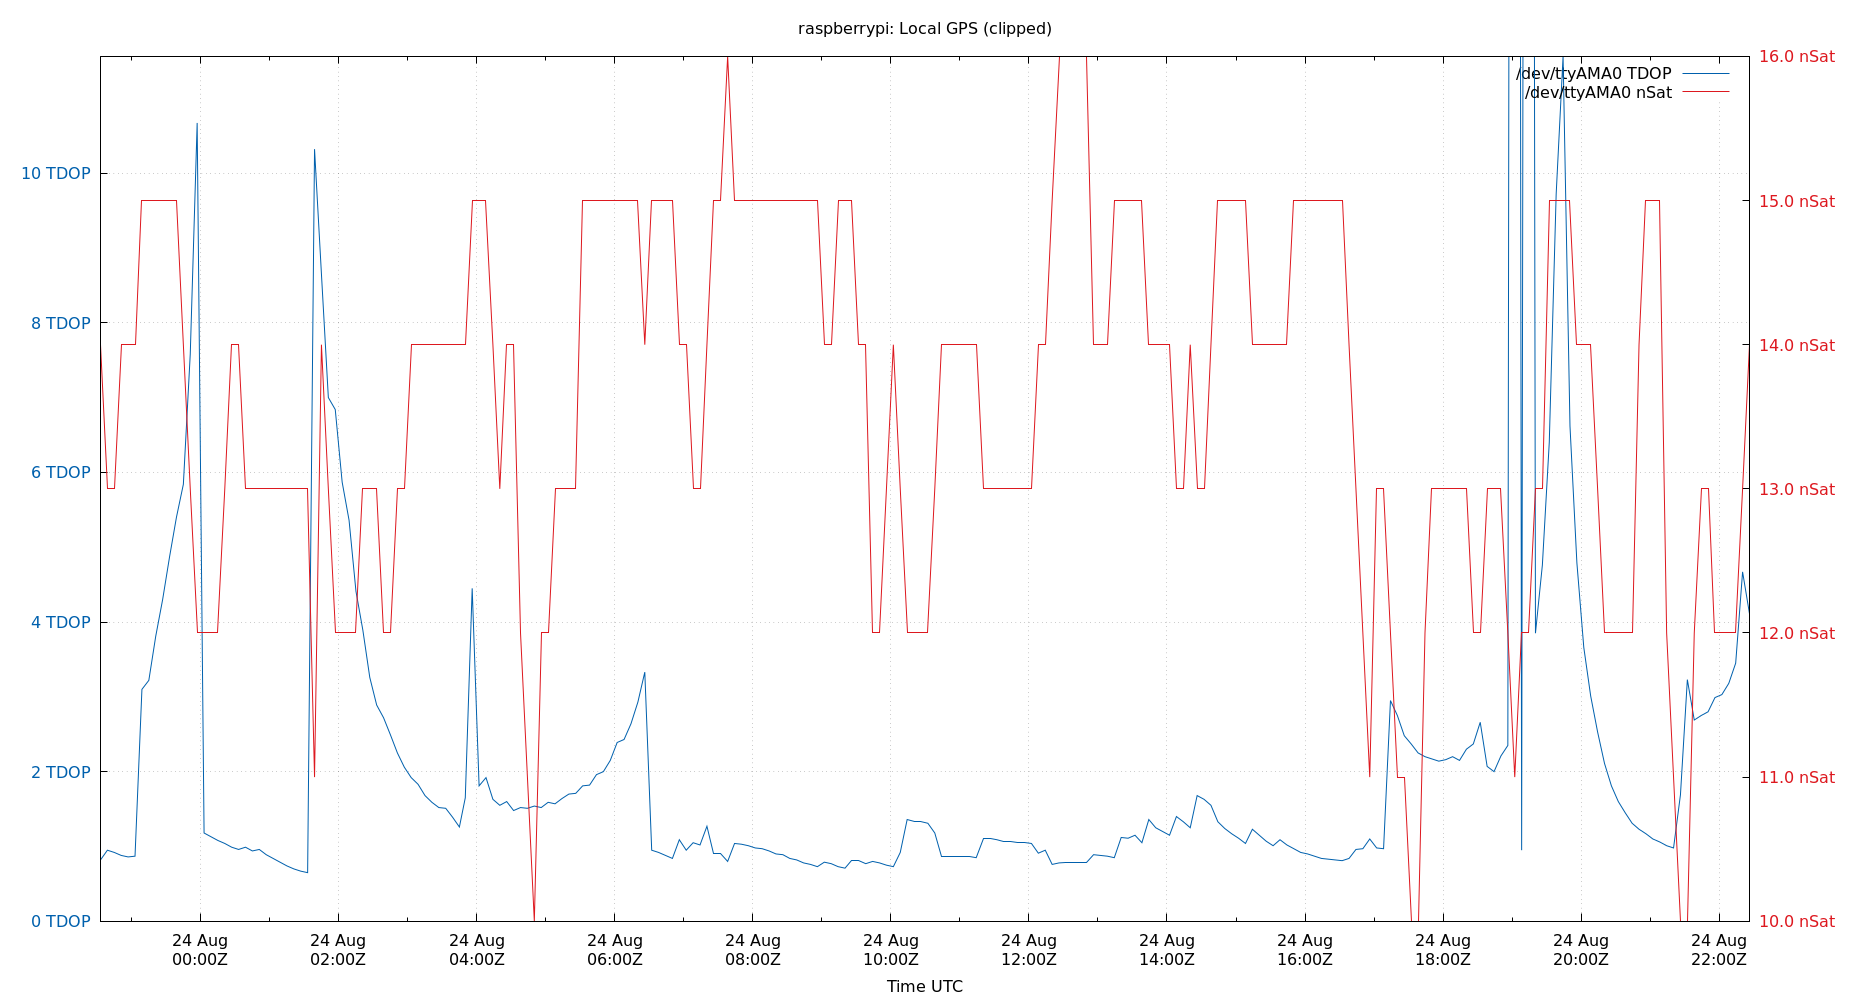 raspberrypi: Local GPS (clipped)
/dev/ttyAMA0 TDOP
/dev/ttyAMA0 nSat
10 TDOP
8 TDOP
6 TDOP
4 TDOP
2 TDOP
0 TDOP
16.0 nSat
15.0 nSat
14.0 nSat
13.0 nSat
12.0 nSat
11.0 nSat
10.0 nSat
24 Aug
00:00Z
24 Aug
02:00Z
24 Aug
04:00Z
24 Aug
06:00Z
24 Aug
08:00Z
24 Aug
10:00Z
24 Aug
12:00Z
24 Aug
14:00Z
24 Aug
16:00Z
24 Aug
18:00Z
24 Aug
20:00Z
24 Aug
22:00Z
Time UTC